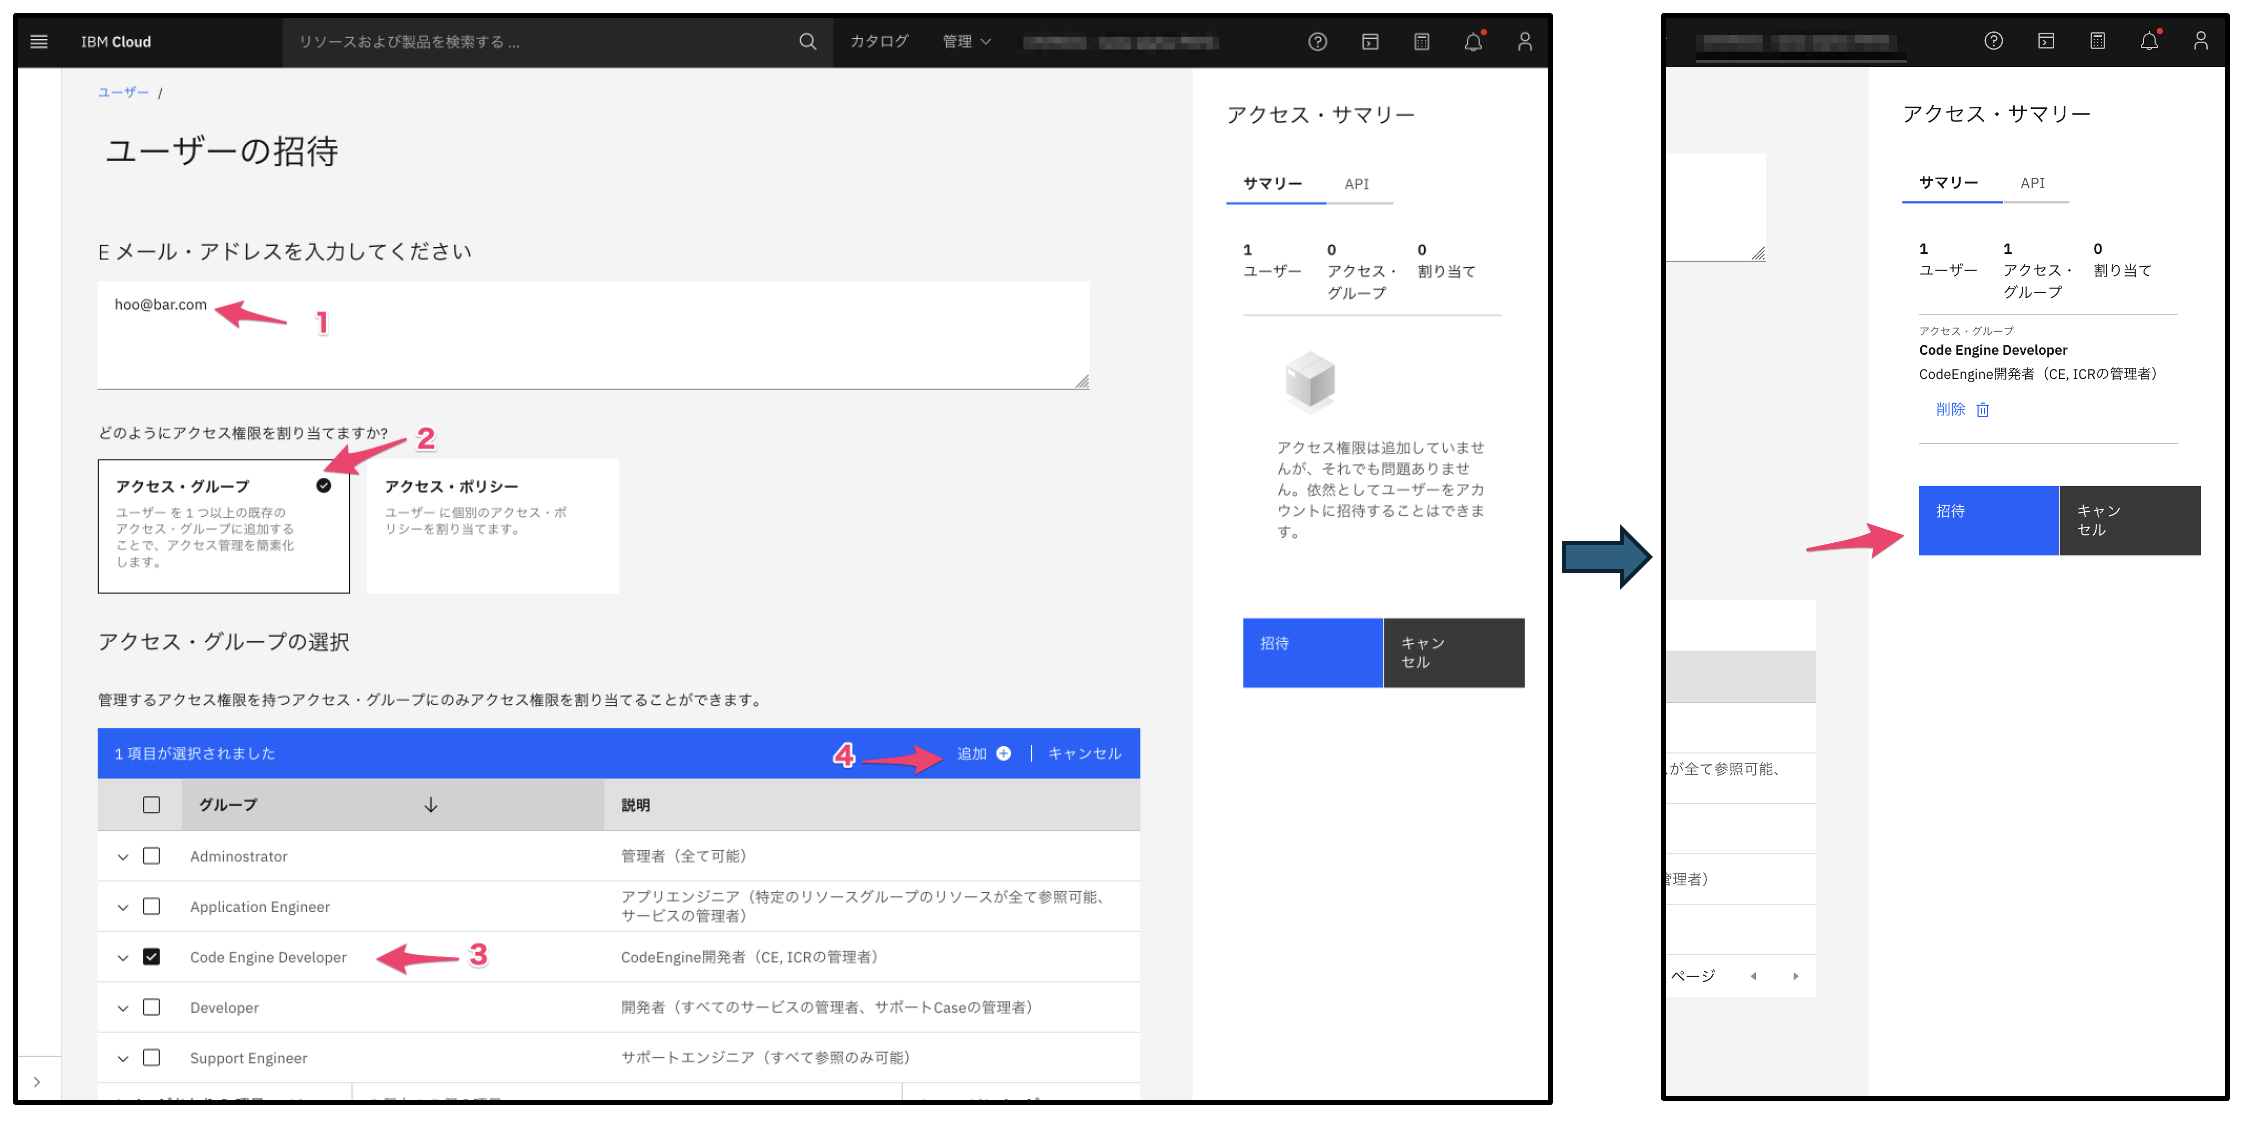 IBM Cloud
リソースおよび製品を検索する ...
カタログ
管理
ユーザー /
ユーザーの招待
E メール・アドレスを入力してください
hoo@bar.com
1
どのようにアクセス権限を割り当てますか?
2
アクセス・グループ
ユーザー を 1 つ以上の既存の
アクセス・グループに追加する
ことで、アクセス管理を簡素化
します。
アクセス・ポリシー
ユーザー に個別のアクセス・ポ
リシーを割り当てます。
アクセス・グループの選択
管理するアクセス権限を持つアクセス・グループにのみアクセス権限を割り当てることができます。
1 項目が選択されました
4
追加
キャンセル
グループ
説明
Adminostrator
管理者（全て可能）
Application Engineer
アプリエンジニア（特定のリソースグループのリソースが全て参照可能、
サービスの管理者）
Code Engine Developer
3
CodeEngine開発者（CE, ICRの管理者）
Developer
開発者（すべてのサービスの管理者、サポートCaseの管理者）
Support Engineer
サポートエンジニア（すべて参照のみ可能）
アクセス・サマリー
サマリー
API
1
ユーザー
0
アクセス・
グループ
0
割り当て
アクセス権限は追加していませ
んが、それでも問題ありませ
ん。依然としてユーザーをアカ
ウントに招待することはできま
す。
招待
キャン
セル
アクセス・サマリー
サマリー
API
1
ユーザー
1
アクセス・
グループ
0
割り当て
アクセス・グループ
Code Engine Developer
CodeEngine開発者（CE, ICRの管理者）
削除
招待
キャン
セル
が全て参照可能、
管理者）
ページ